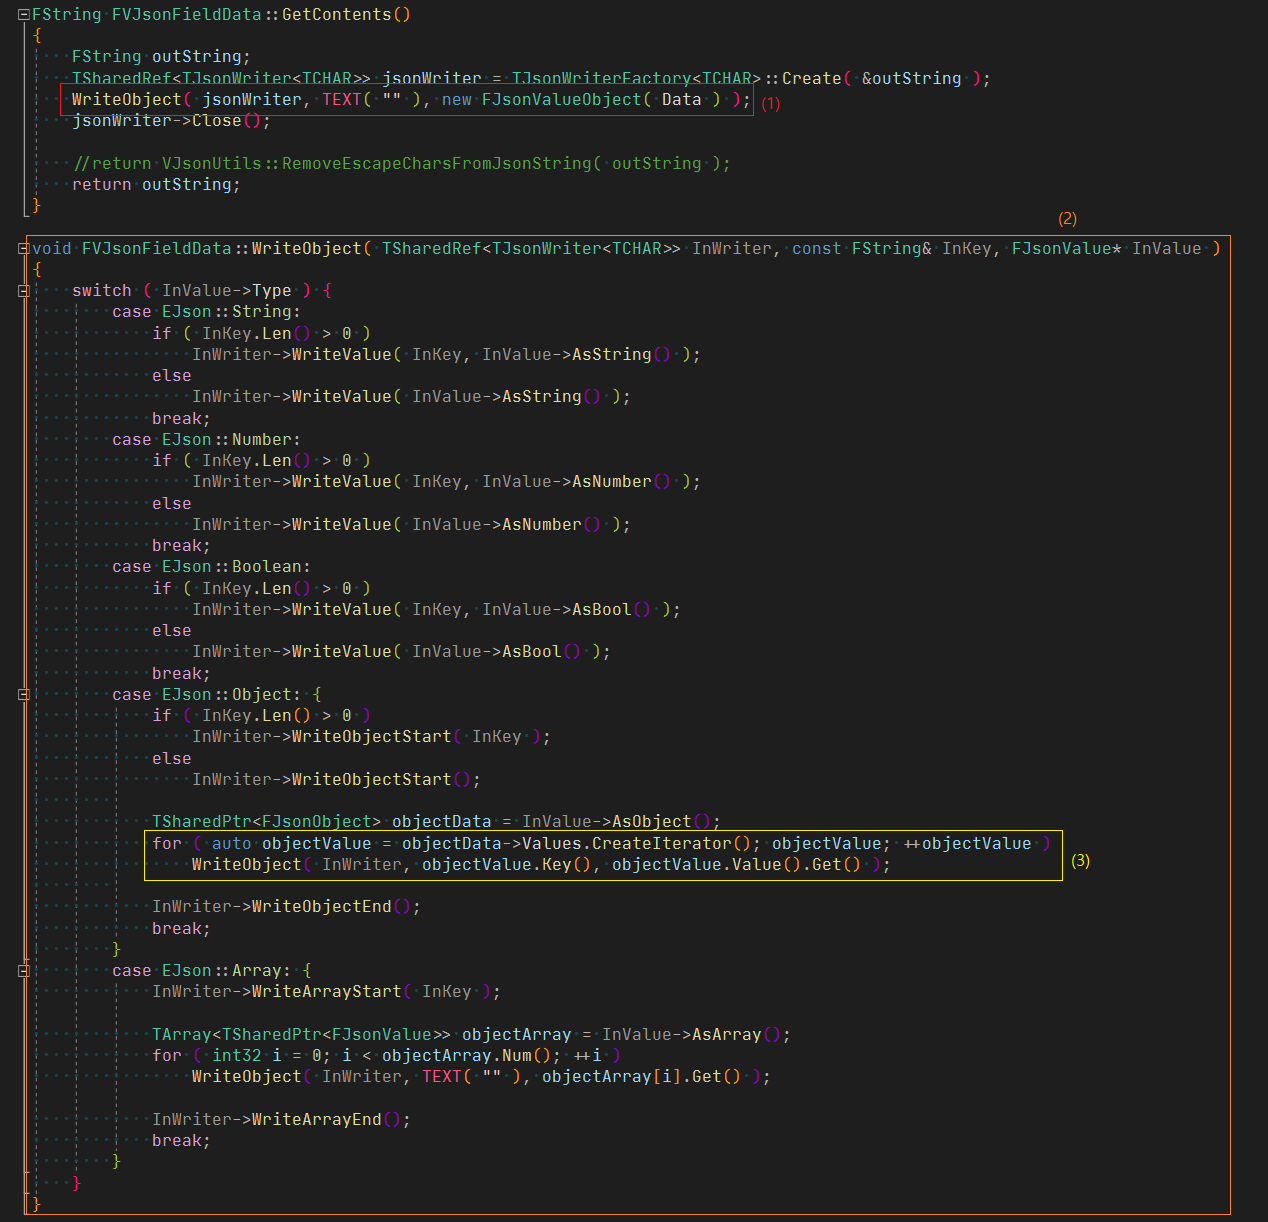 FString FVJsonFieldData::GetContents()
{
FString outString;
TSharedRef<TJsonWriter<TCHAR>> jsonWriter = TJsonWriterFactory<TCHAR>::Create( &outString );
WriteObject( jsonWriter, TEXT( "" ), new FJsonValueObject( Data ) ); (1)
jsonWriter->Close();
//return VJsonUtils::RemoveEscapeCharsFromJsonString( outString );
return outString;
}
(2)
void FVJsonFieldData::WriteObject( TSharedRef<TJsonWriter<TCHAR>> InWriter, const FString& InKey, FJsonValue* InValue )
{
switch ( InValue->Type ) {
case EJson::String:
if ( InKey.Len() > 0 )
InWriter->WriteValue( InKey, InValue->AsString() );
else
InWriter->WriteValue( InValue->AsString() );
break;
case EJson::Number:
if ( InKey.Len() > 0 )
InWriter->WriteValue( InKey, InValue->AsNumber() );
else
InWriter->WriteValue( InValue->AsNumber() );
break;
case EJson::Boolean:
if ( InKey.Len() > 0 )
InWriter->WriteValue( InKey, InValue->AsBool() );
else
InWriter->WriteValue( InValue->AsBool() );
break;
case EJson::Object: {
if ( InKey.Len() > 0 )
InWriter->WriteObjectStart( InKey );
else
InWriter->WriteObjectStart();
TSharedPtr<FJsonObject> objectData = InValue->AsObject();
for ( auto objectValue = objectData->Values.CreateIterator(); objectValue; ++objectValue )
WriteObject( InWriter, objectValue.Key(), objectValue.Value().Get() ); (3)
InWriter->WriteObjectEnd();
break;
}
case EJson::Array: {
InWriter->WriteArrayStart( InKey );
TArray<TSharedPtr<FJsonValue>> objectArray = InValue->AsArray();
for ( int32 i = 0; i < objectArray.Num(); ++i )
WriteObject( InWriter, TEXT( "" ), objectArray[i].Get() );
InWriter->WriteArrayEnd();
break;
}
}
}